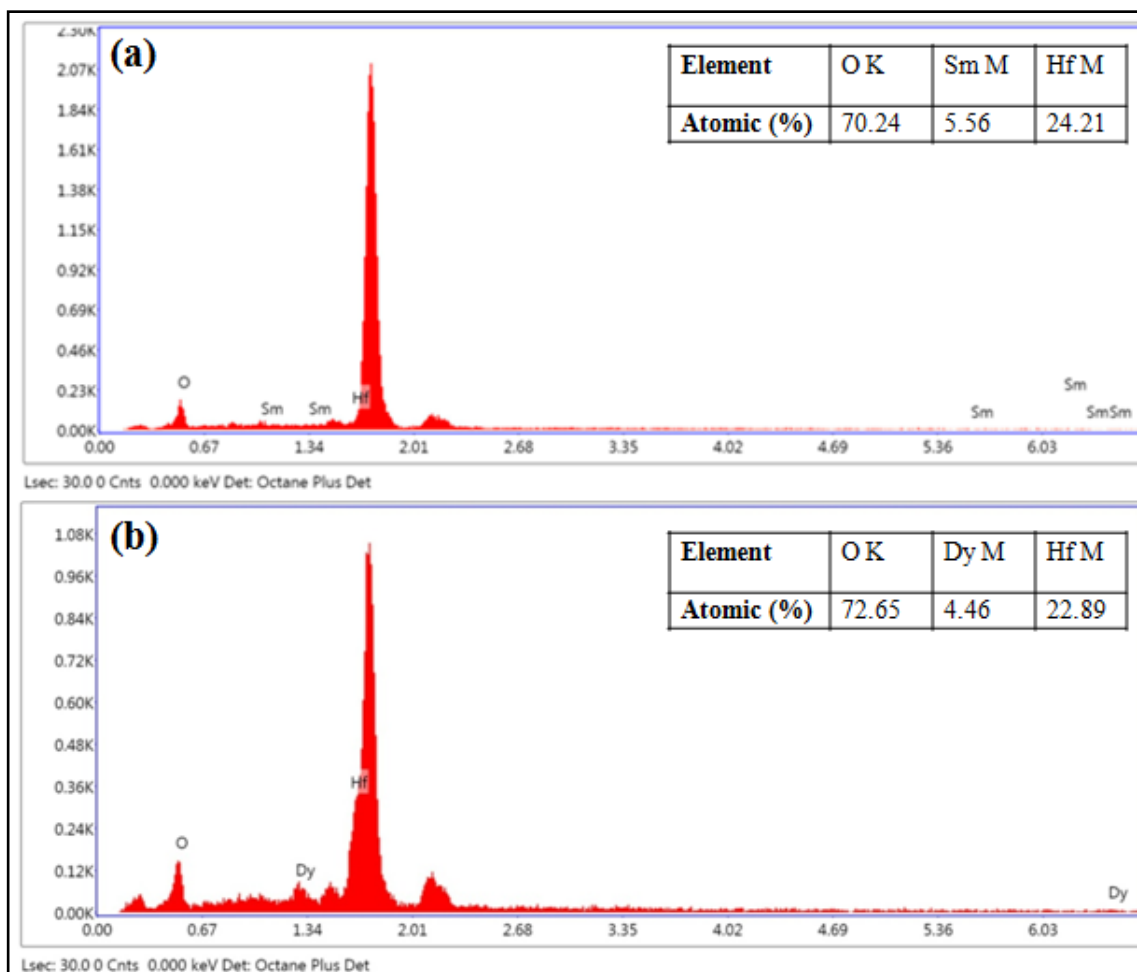 2.30K
(a)
Element O K Sm M Hf M
2.07K
Atomic (%) 70.24 5.56 24.21
1.84K
1.61K
1.38K
1.15K
0.92K
0.69K
0.46K
O Hf Sm
0.23K
Sm Sm Sm SmSm
0.00K
0.00 0.67 1.34 2.01 2.68 3.35 4.02 4.69 5.36 6.03
Lsec: 30.0 0 Cnts 0.000 keV Det: Octane Plus Det
(b)
1.08K
Element O K Dy M Hf M
0.96K
Atomic (%) 72.65 4.46 22.89
0.84K
0.72K
0.60K
0.48K
0.36K Hf
0.24K
O
0.12K Dy
Dy
0.00K
0.00 0.67 1.34 2.01 2.68 3.35 4.02 4.69 5.36 6.03
Lsec: 30.0 0 Cnts 0.000 keV Det: Octane Plus Det